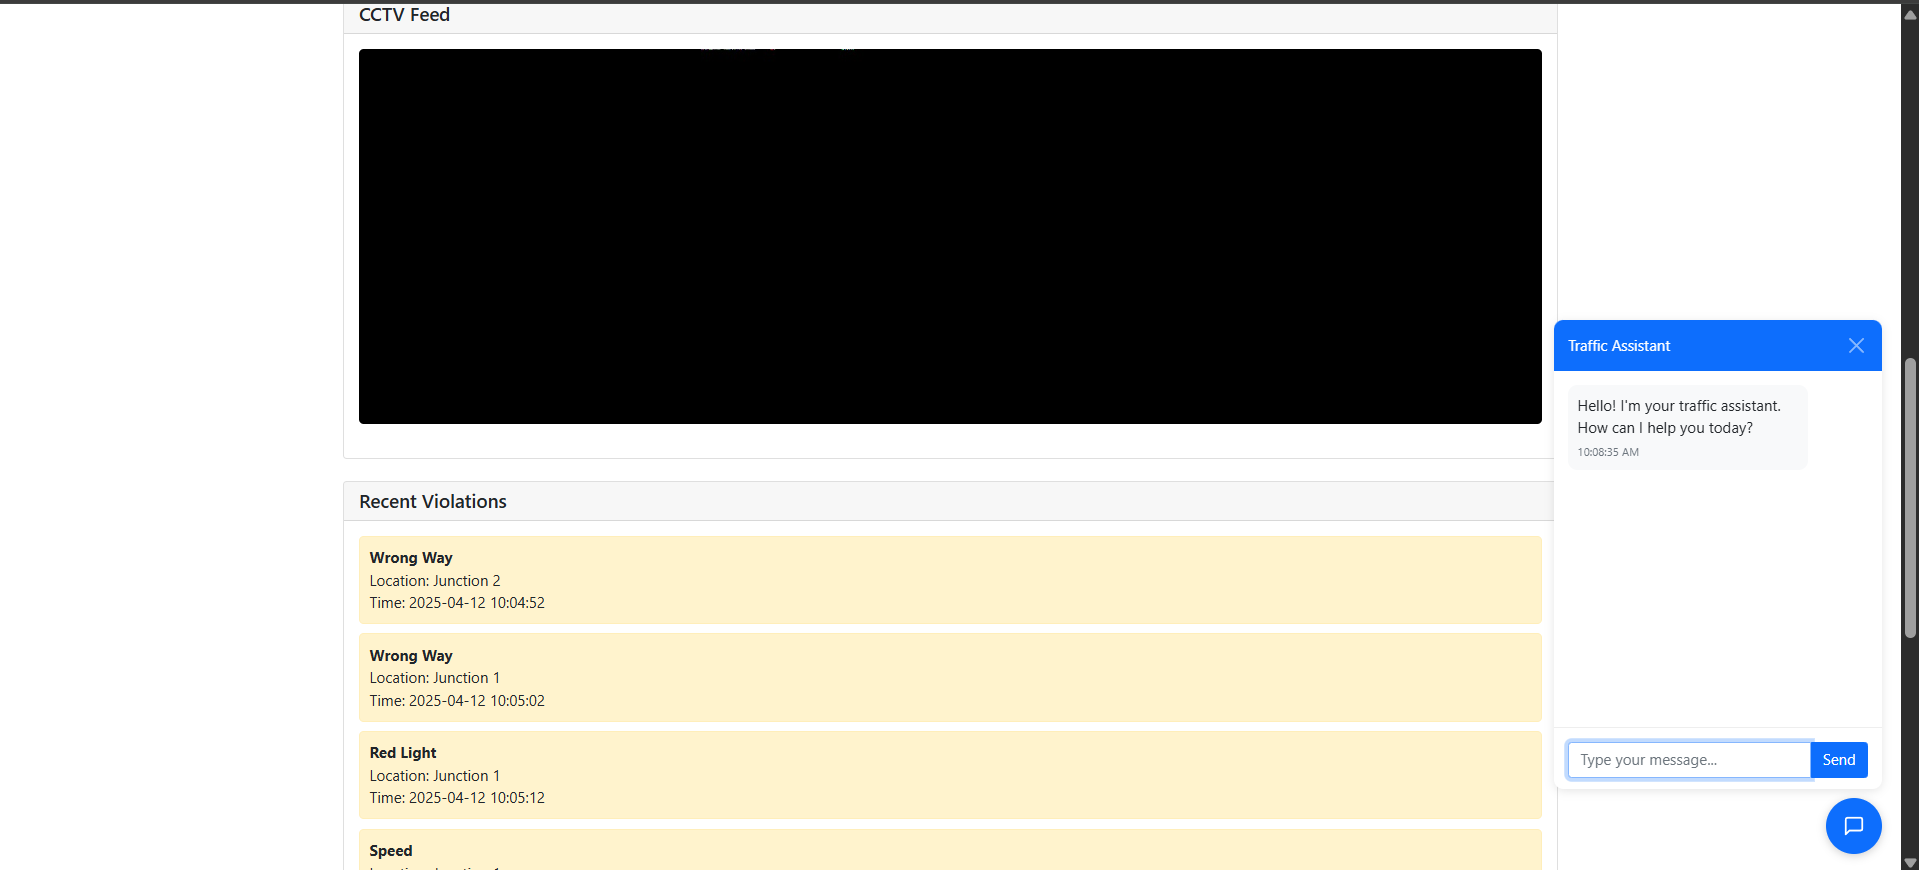 CCTV Feed
Recent Violations
Wrong Way
Location: Junction 2
Time: 2025-04-12 10:04:52
Wrong Way
Location: Junction 1
Time: 2025-04-12 10:05:02
Red Light
Location: Junction 1
Time: 2025-04-12 10:05:12
Speed
Traffic Assistant
Hello! I'm your traffic assistant.
How can I help you today?
10:08:35 AM
Type your message...
Send